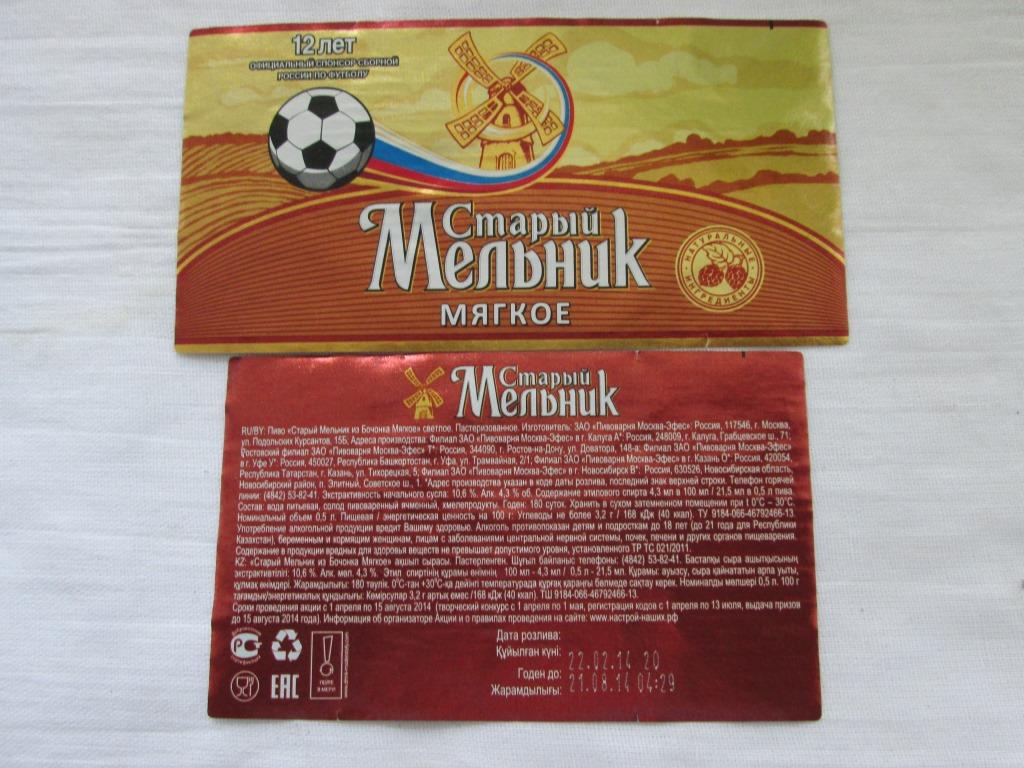 12 лет
ОФИЦИАЛЬНЫЙ СПОНСОР СБОРНОЙ
РОССИИ ПО ФУТБОЛУ
Старый
Мельник
МЯГКОЕ
НАТУРАЛЬНЫЕ
ИНГРЕДИЕНТЫ
Старый
Мельник
RU/BY: Пиво «Старый Мельник из Бочонка Мягкое» светлое. Пастеризованное. Изготовитель: ЗАО «Пивоварня Москва-Эфес»: Россия, 117546, г. Москва,
ул. Подольских Курсантов, 15Б, Адреса производства: Филиал ЗАО «Пивоварня Москва-Эфес» в г. Калуга А*: Россия, 248009, г. Калуга, Грабцевское ш., 71;
Ростовский филиал ЗАО «Пивоварня Москва-Эфес» Т*: Россия, 344090, г. Ростов-на-Дону, ул. Доватора, 146-а; Филиал ЗАО «Пивоварня Москва-Эфес»
в г. Уфе У*: Россия, 450027, Республика Башкортостан, г. Уфа, ул. Трамвайная, 2/1; Филиал ЗАО «Пивоварня Москва-Эфес» в г. Казань О*: Россия, 420054,
Республика Татарстан, г. Казань, ул. Тихорецкая, 5; Филиал ЗАО «Пивоварня Москва-Эфес» в г. Новосибирск В*: Россия, 630526, Новосибирская область,
Новосибирский район, п. Элитный, Советское ш., 1. *Адрес производства указан в коде даты розлива, последний знак верхней строки. Телефон горячей
линии: (4842) 53-82-41. Экстрактивность начального сусла: 10,6 %. Алк. 4,3 % об. Содержание этилового спирта 4,3 мл в 100 мл / 21,5 мл в 0,5 л пива.
Состав: вода питьевая, солод пивоваренный ячменный, хмелепродукты. Годен: 180 суток. Хранить в сухом затемненном помещении при t 0°C – 30°C.
Номинальный объем 0,5 л. Пищевая / энергетическая ценность на 100 г: Углеводы не более 3,2 г / 168 кДж (40 ккал). ТУ 9184-066-46792466-13.
Употребление алкогольной продукции вредит Вашему здоровью. Алкоголь противопоказан детям и подросткам до 18 лет (до 21 года для Республики
Казахстан), беременным и кормящим женщинам, лицам с заболеваниями центральной нервной системы, почек, печени и других органов пищеварения.
Содержание в продукции вредных для здоровья веществ не превышает допустимого уровня, установленного ТР ТС 021/2011.
KZ: «Старый Мельник из Бочонка Мягкое» ақшыл сырасы. Пастерленген. Шұғыл байланыс телефоны: (4842) 53-82-41. Бастапқы сыра ашытқысының
экстрактивтілігі: 10,6 %. Алк. мөл. 4,3 %. Этил спиртінің құрамы өнімнің 100 мл - 4,3 мл / 0,5 л - 21,5 мл. Құрамы: ауызсу, сыра қайнататын арпа уыты,
құлмақ өнімдері. Жарамдылығы: 180 тәулік. 0°С-тан +30°С-қа дейінгі температурада құрғақ қараңғы бөлмеде сақтау керек. Номиналды мөлшері 0,5 л. 100 г
тағамдық/энергетикалық құндылығы: Көмірсулар 3,2 г артық емес /168 кДж (40 ккал). ТШ 9184-066-46792466-13.
Сроки проведения акции с 1 апреля по 15 августа 2014 (творческий конкурс с 1 апреля по 1 мая, регистрация кодов с 1 апреля по 13 июля, выдача призов
до 15 августа 2014 года). Информация об организаторе Акции и о правилах проведения на сайте: www.настрой-наших.рф
Дата розлива:
Құйылған күні:
22.02.14 20
Годен до:
Жарамдылығы:
21.08.14 04:29
РС
ЕАС
ПЕЙТЕ
В МЕРУ!